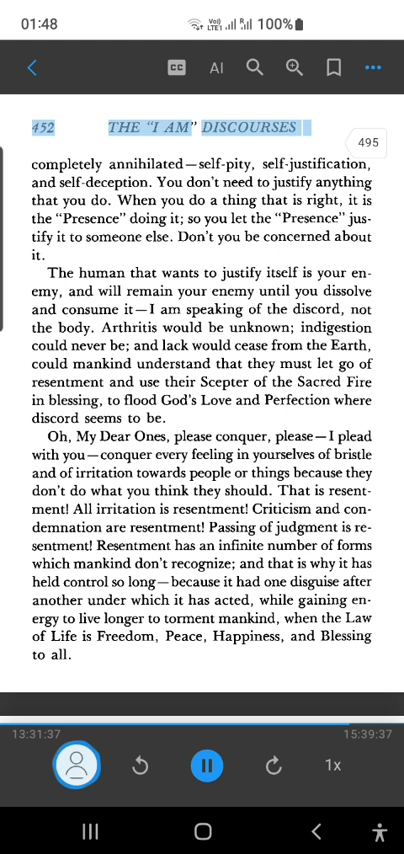 01:48 Vo)) LTE1 R 100%
CC AI
452 THE “I AM” DISCOURSES
495
completely annihilated—self-pity, self-justification,
and self-deception. You don’t need to justify anything
that you do. When you do a thing that is right, it is
the “Presence” doing it; so you let the “Presence” jus-
tify it to someone else. Don’t you be concerned about
it.
The human that wants to justify itself is your en-
emy, and will remain your enemy until you dissolve
and consume it—I am speaking of the discord, not
the body. Arthritis would be unknown; indigestion
could never be; and lack would cease from the Earth,
could mankind understand that they must let go of
resentment and use their Scepter of the Sacred Fire
in blessing, to flood God’s Love and Perfection where
discord seems to be.
Oh, My Dear Ones, please conquer, please—I plead
with you—conquer every feeling in yourselves of bristle
and of irritation towards people or things because they
don’t do what you think they should. That is resent-
ment! All irritation is resentment! Criticism and con-
demnation are resentment! Passing of judgment is re-
sentment! Resentment has an infinite number of forms
which mankind don’t recognize; and that is why it has
held control so long—because it had one disguise after
another under which it has acted, while gaining en-
ergy to live longer to torment mankind, when the Law
of Life is Freedom, Peace, Happiness, and Blessing
to all.
13:31:37 15:39:37
1x